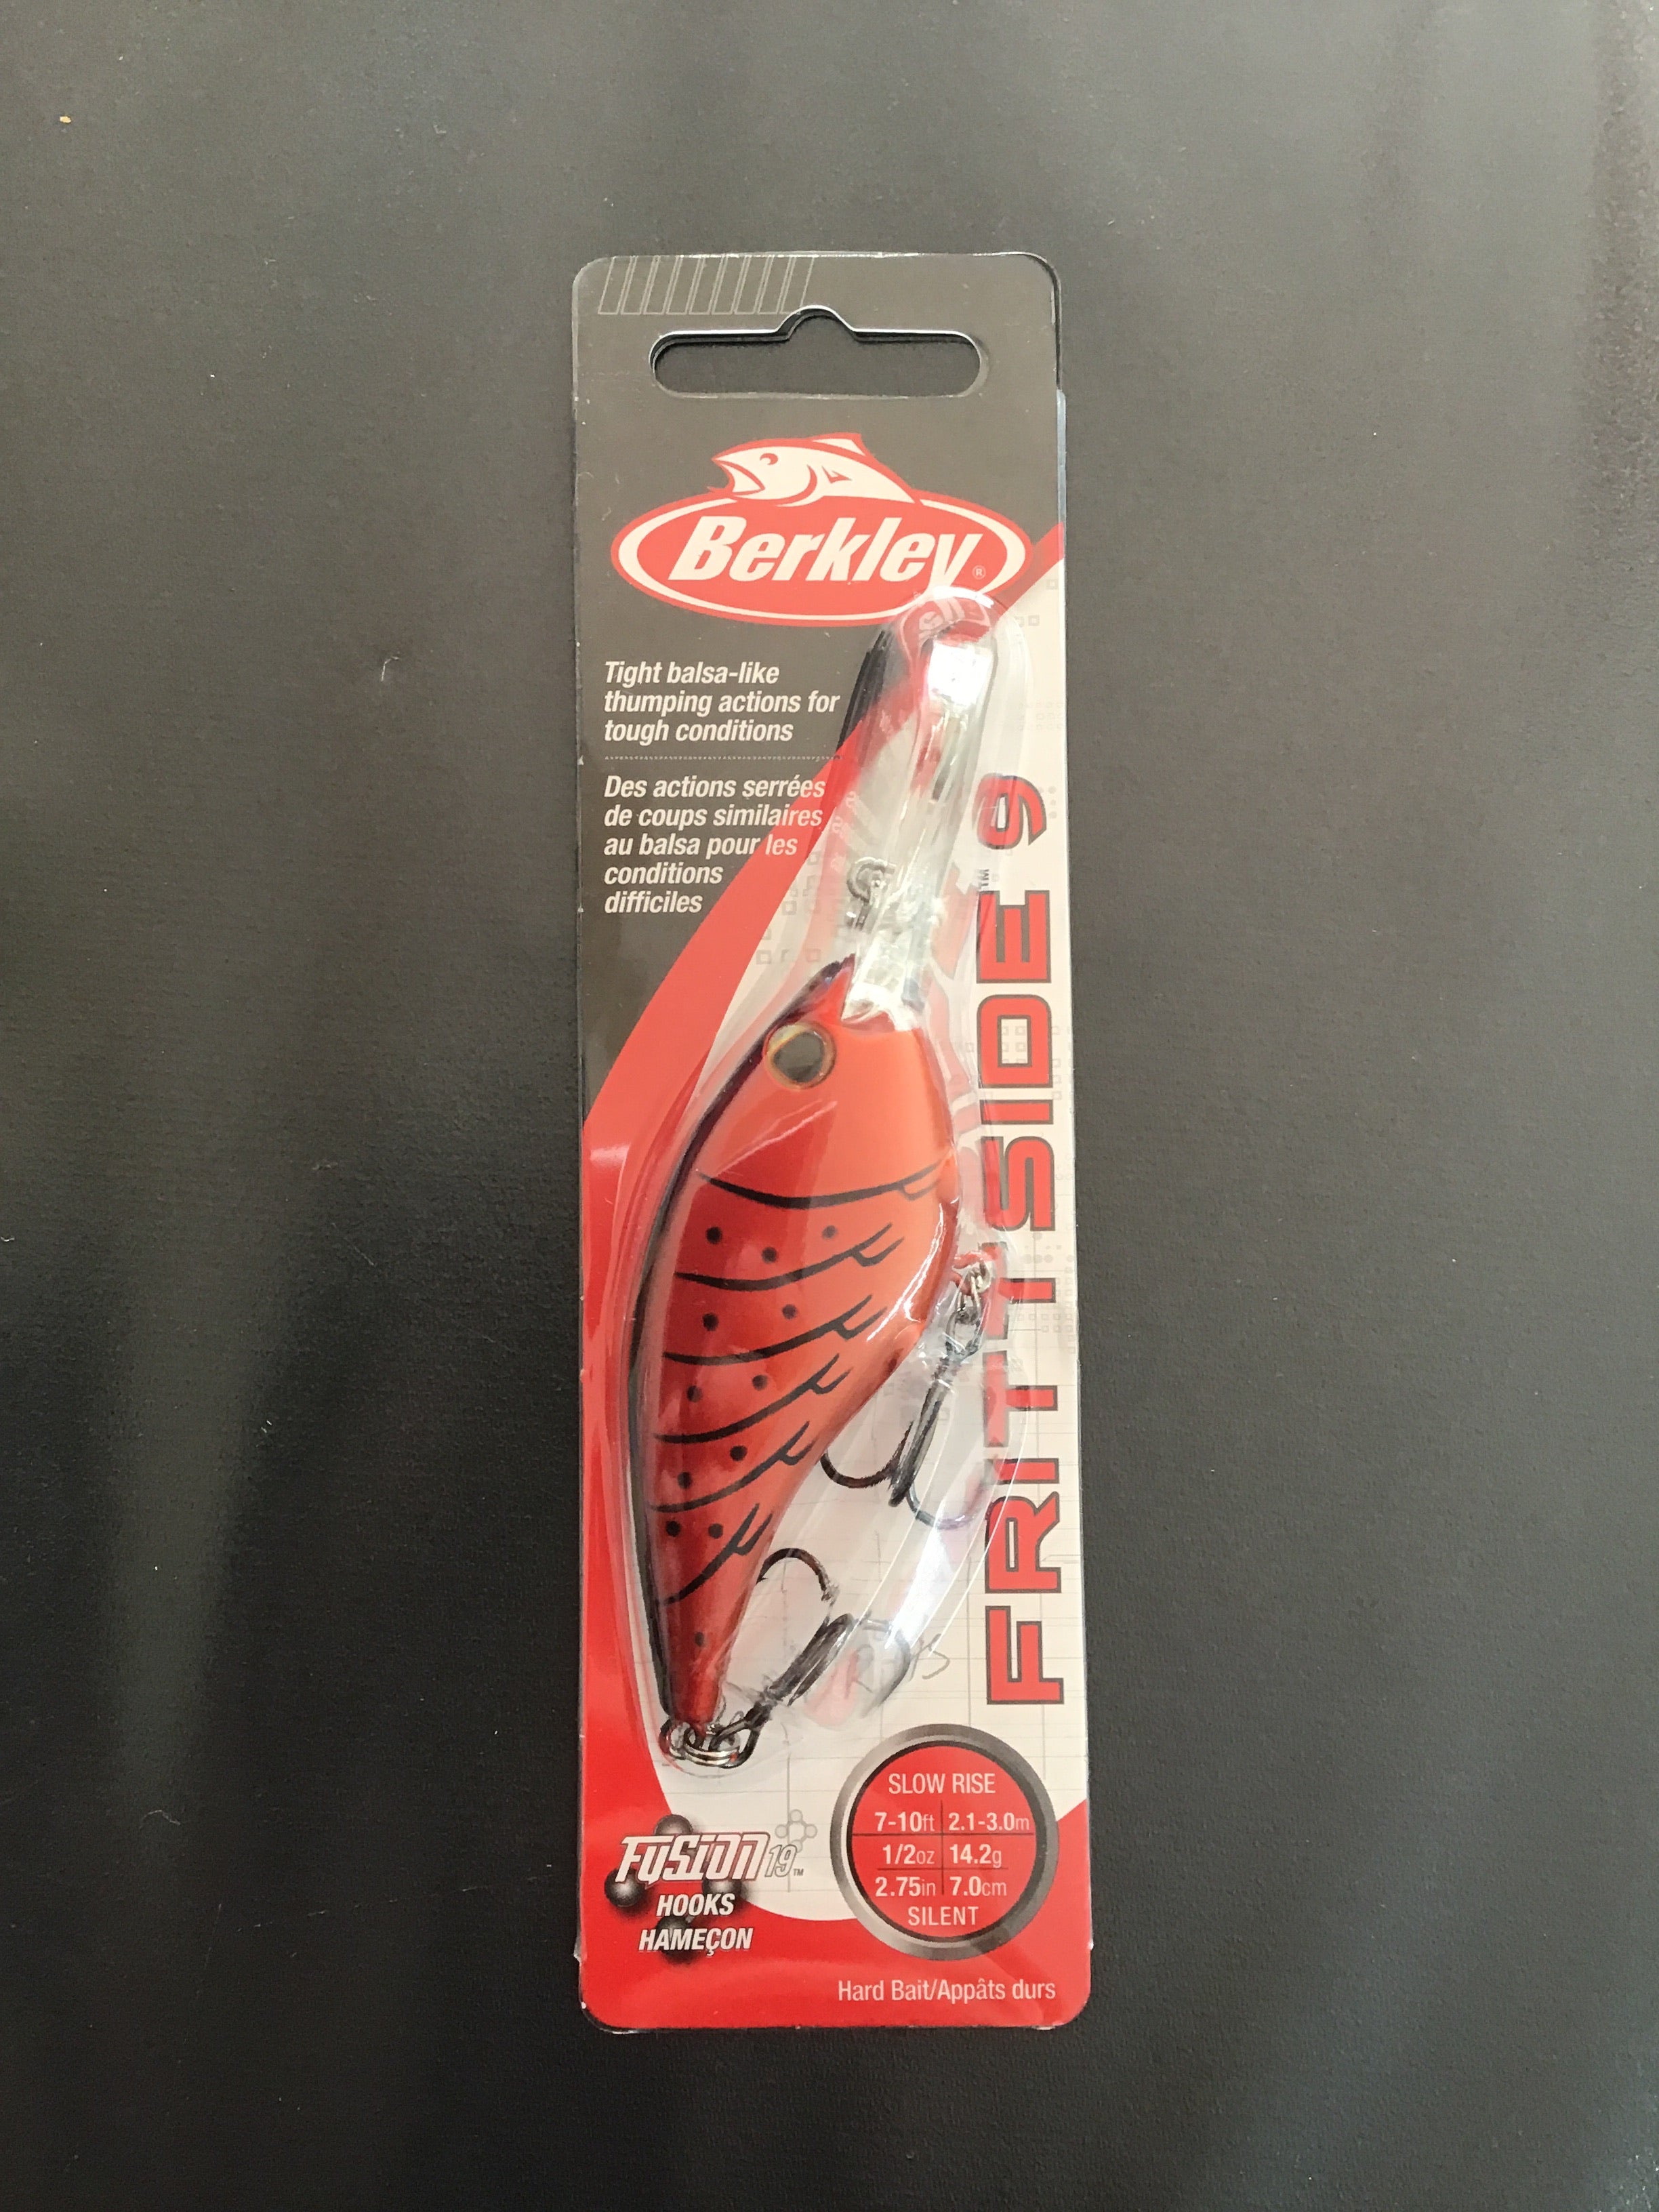 Berkley®
Tight balsa-like
thumping actions for
tough conditions
Des actions serrées
de coups similaires
au balsa pour les
conditions
difficiles
FRITTSIDE™ 9
FUSION19™
HOOKS
HAMEÇON
SLOW RISE
7-10ft 2.1-3.0m
1/2oz 14.2g
2.75in 7.0cm
SILENT
Hard Bait/Appâts durs